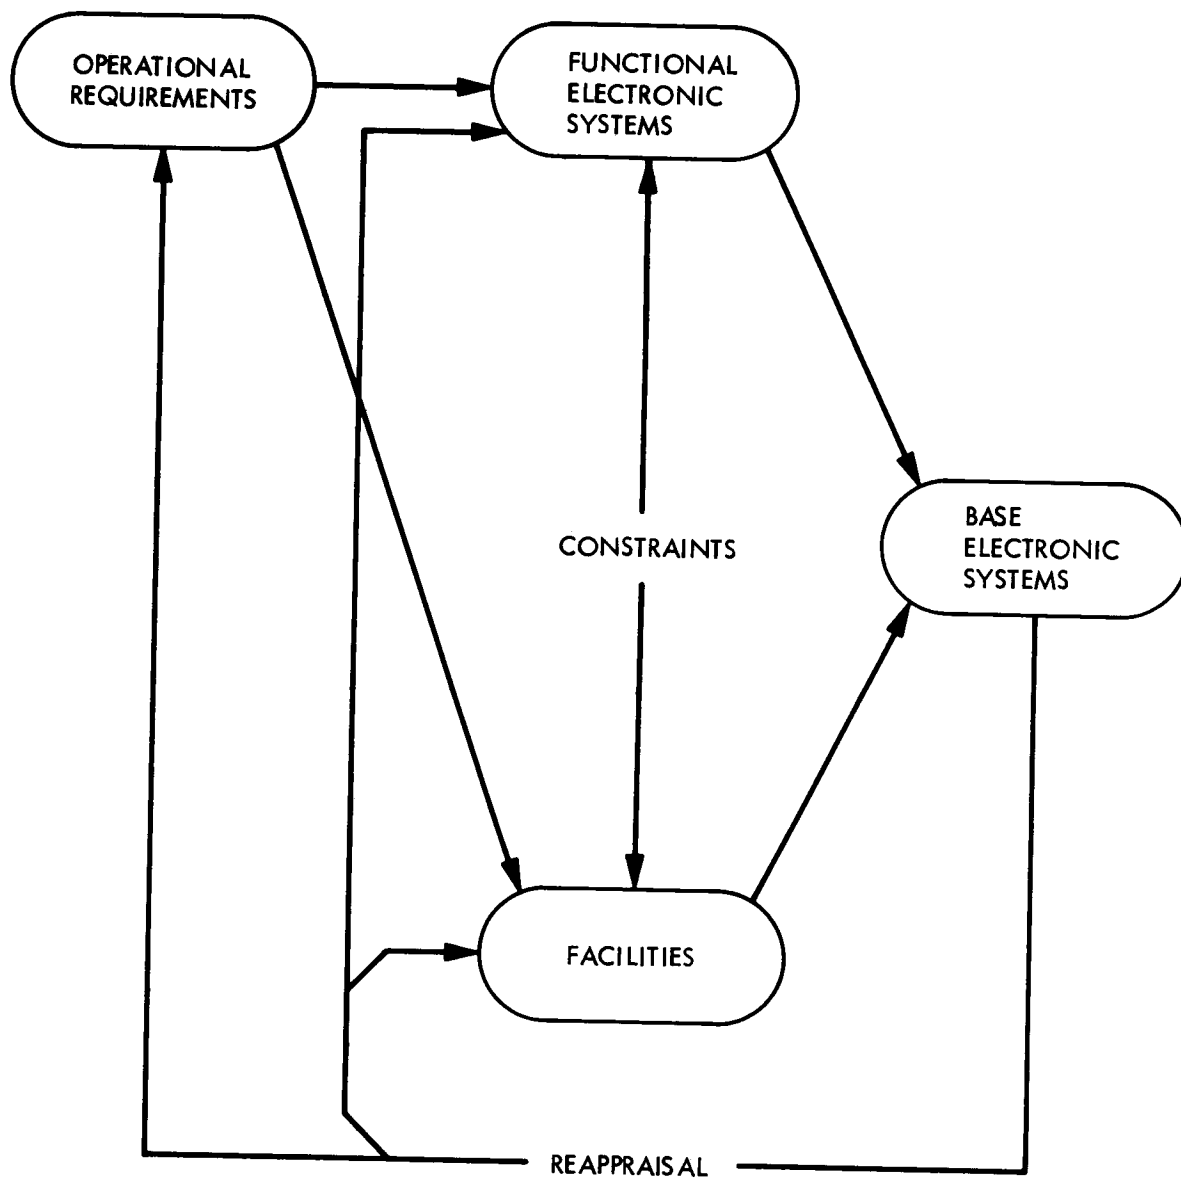 OPERATIONAL
REQUIREMENTS
FUNCTIONAL
ELECTRONIC
SYSTEMS
CONSTRAINTS
BASE
ELECTRONIC
SYSTEMS
FACILITIES
REAPPRAISAL